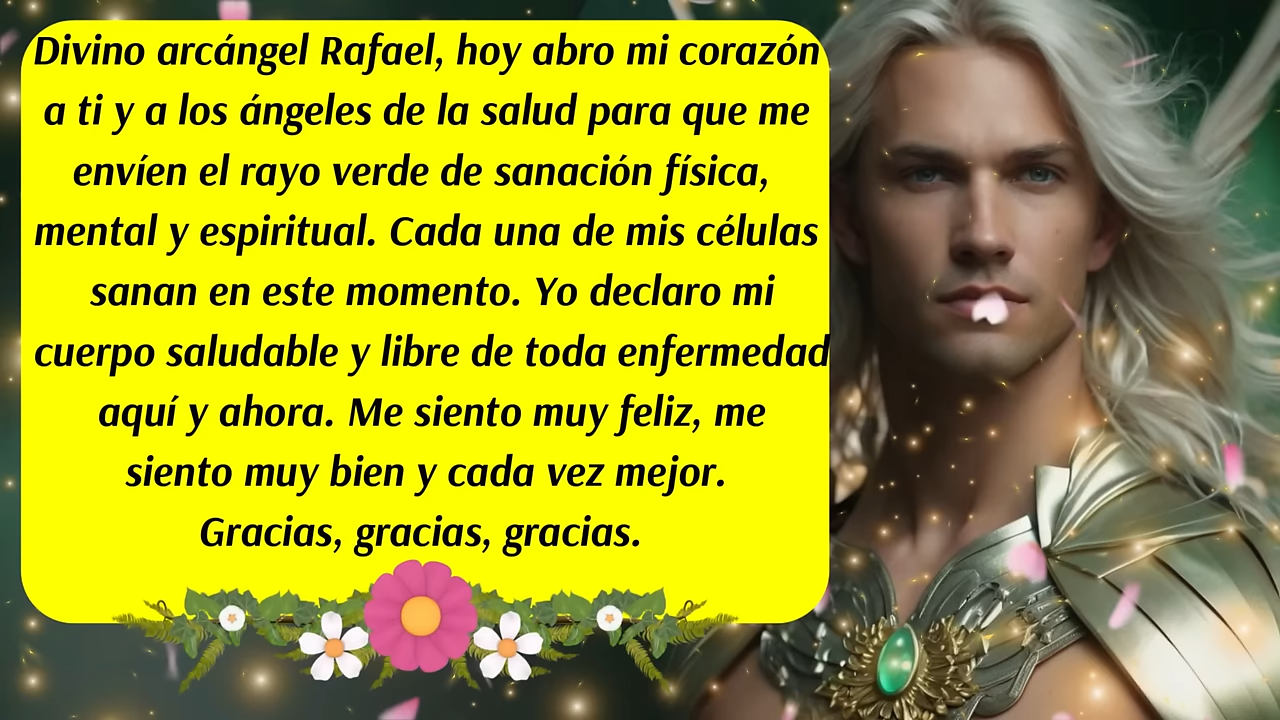 Divino arcángel Rafael, hoy abro mi corazón
a ti y a los ángeles de la salud para que me
envíen el rayo verde de sanación física,
mental y espiritual. Cada una de mis células
sanan en este momento. Yo declaro mi
cuerpo saludable y libre de toda enfermedad
aquí y ahora. Me siento muy feliz, me
siento muy bien y cada vez mejor.
Gracias, gracias, gracias.